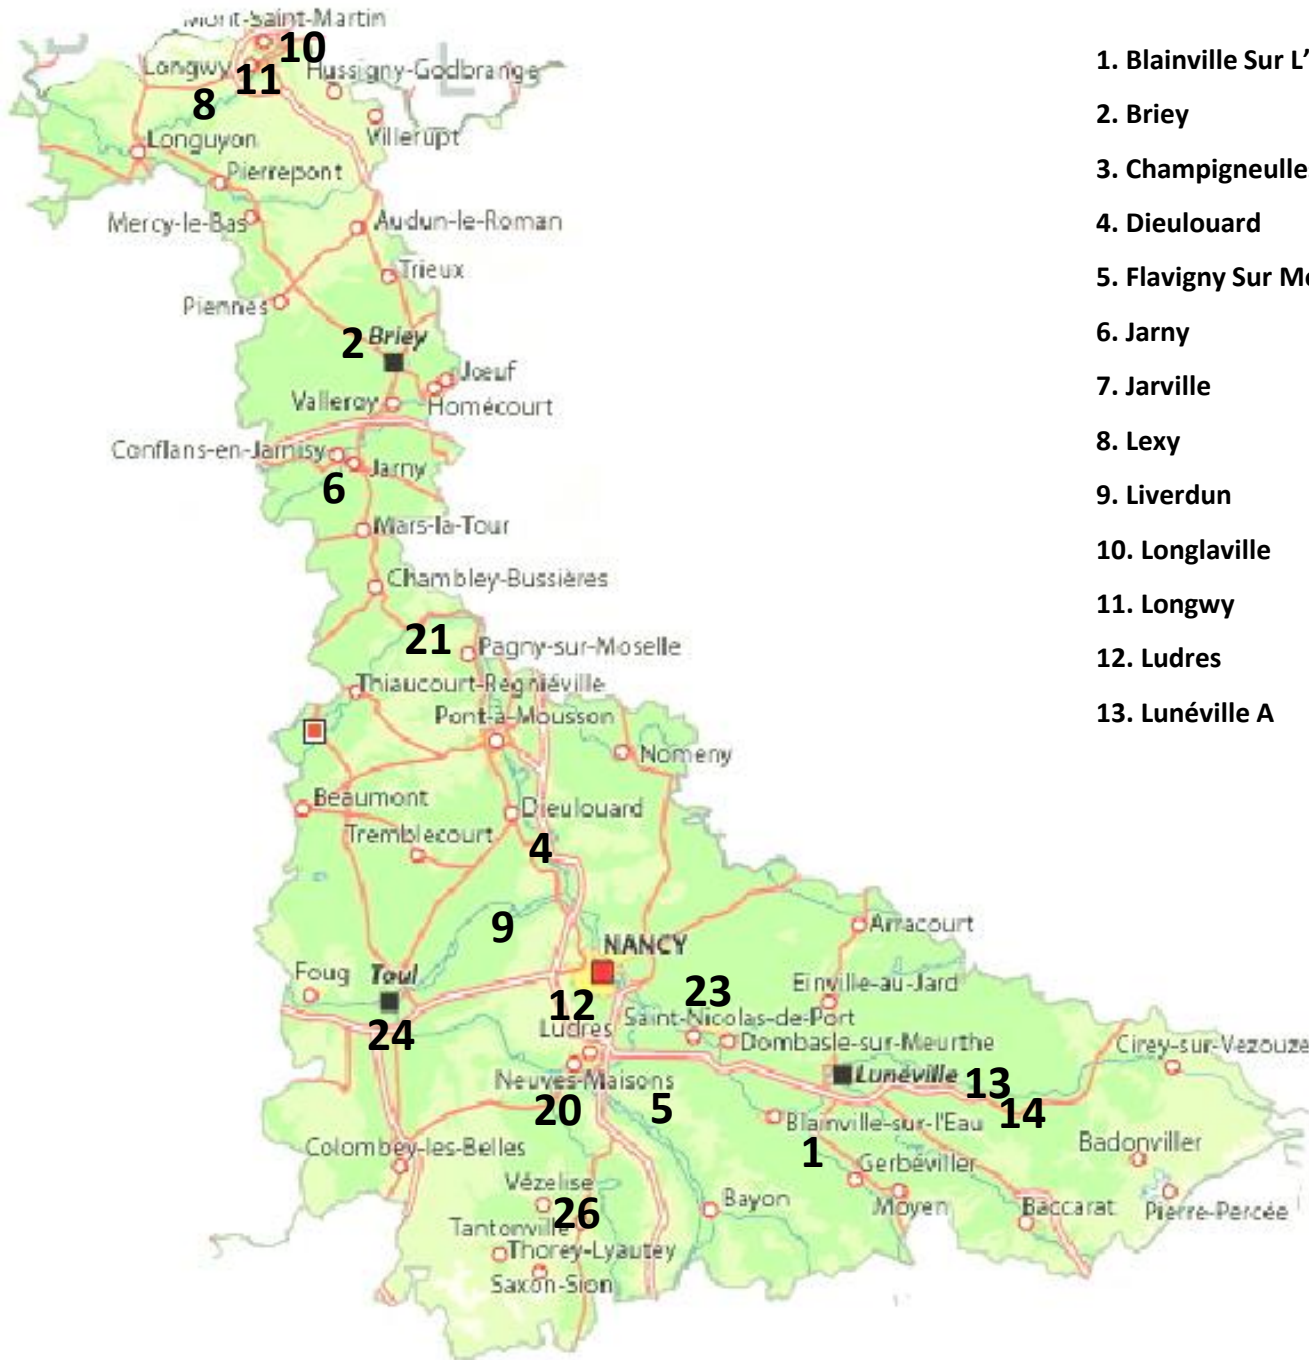 Mont-Saint-Martin
10
Longwy
11
Hussigny-Godbrange
8
Villerupt
Longuyon
Pierrepont
Mercy-le-Bas
Audun-le-Roman
Trieux
Piennes
2
Briey
Jœuf
Valleroy
Homécourt
Conflans-en-Jarnisy
Jarny
6
Mars-la-Tour
Chambley-Bussières
21
Pagny-sur-Moselle
Thiaucourt-Regniéville
Pont-à-Mousson
Nomeny
Beaumont
Dieulouard
Tremblecourt
4
9
Arracourt
NANCY
Foug
Toul
23
Einville-au-Jard
12
Saint-Nicolas-de-Port
24
Ludres
Dombasle-sur-Meurthe
Cirey-sur-Vezouze
Neuves-Maisons
Lunéville
13
20
5
Blainville-sur-l'Eau
14
Colombey-les-Belles
1
Gerbéviller
Badonviller
Vézelise
26
Bayon
Moyen
Baccarat
Pierre-Percée
Tantonville
Thorey-Lyautey
Saxon-Sion
1. Blainville Sur L'
2. Briey
3. Champigneulle
4. Dieulouard
5. Flavigny Sur Mo
6. Jarny
7. Jarville
8. Lexy
9. Liverdun
10. Longlaville
11. Longwy
12. Ludres
13. Lunéville A